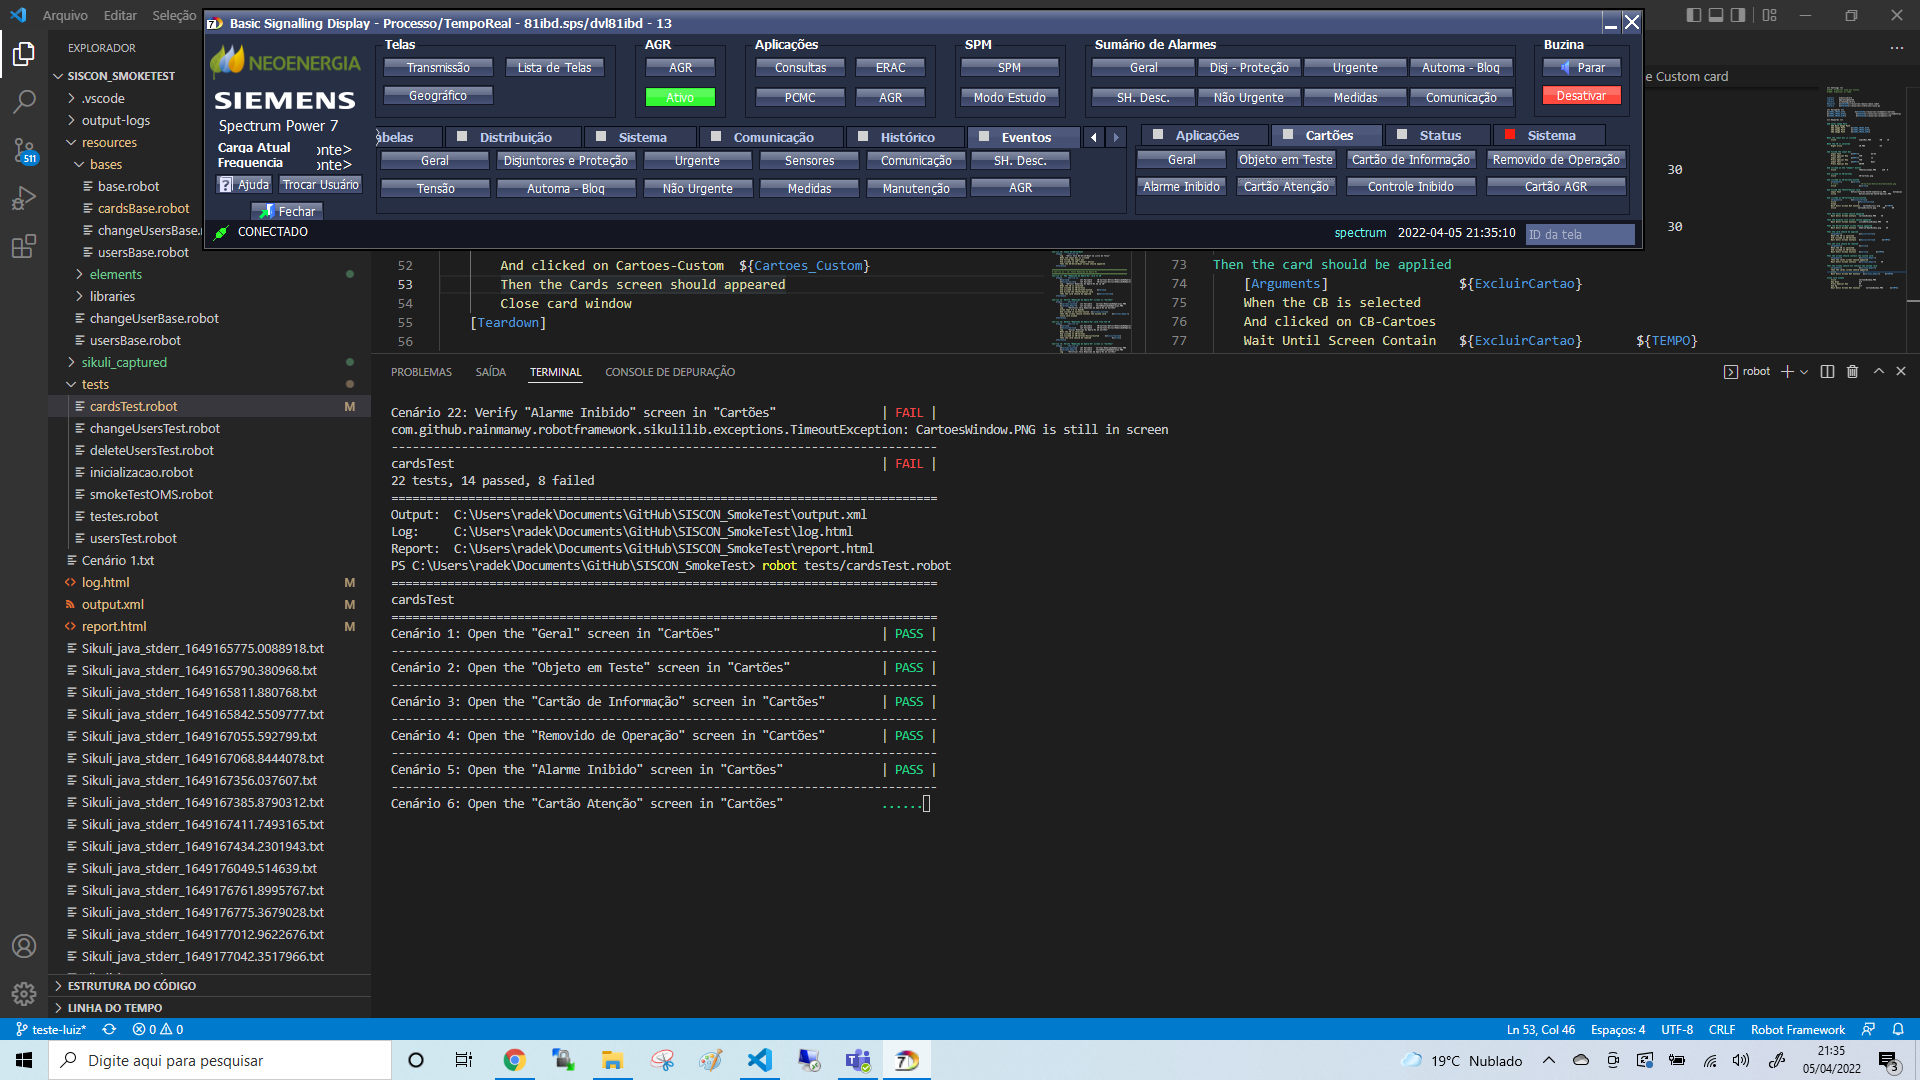 Arquivo Editar Seleção
Basic Signalling Display - Processo/TempoReal - 81ibd.sps/dvl81ibd - 13
NEOENERGIA
SIEMENS
Spectrum Power 7
Carga Atual onte>
Frequencia onte>
Ajuda Trocar Usuário
Fechar
CONECTADO
Telas
Transmissão Lista de Telas
Geográfico
AGR
AGR
Ativo
Aplicações
Consultas ERAC
PCMC AGR
SPM
SPM
Modo Estudo
Sumário de Alarmes
Geral Disj - Proteção Urgente Automa - Bloq
SH. Desc. Não Urgente Medidas Comunicação
Buzina
Parar
Desativar
belas Distribuição Sistema Comunicação Histórico Eventos
Geral Disjuntores e Proteção Urgente Sensores Comunicação SH. Desc.
Tensão Automa - Bloq Não Urgente Medidas Manutenção AGR
Aplicações Cartões Status Sistema
Geral Objeto em Teste Cartão de Informação Removido de Operação
Alarme Inibido Cartão Atenção Controle Inibido Cartão AGR
spectrum 2022-04-05 21:35:10 ID da tela
e Custom card
30
30
EXPLORADOR
SISCON_SMOKETEST
.vscode
output-logs
resources
bases
base.robot
cardsBase.robot
changeUsersBase.
usersBase.robot
elements
libraries
changeUserBase.robot
usersBase.robot
sikuli_captured
tests
cardsTest.robot M
changeUsersTest.robot
deleteUsersTest.robot
inicializacao.robot
smokeTestOMS.robot
testes.robot
usersTest.robot
Cenário 1.txt
log.html M
output.xml M
report.html M
Sikuli_java_stderr_1649165775.0088918.txt
Sikuli_java_stderr_1649165790.380968.txt
Sikuli_java_stderr_1649165811.880768.txt
Sikuli_java_stderr_1649165842.5509777.txt
Sikuli_java_stderr_1649167055.592799.txt
Sikuli_java_stderr_1649167068.8444078.txt
Sikuli_java_stderr_1649167356.037607.txt
Sikuli_java_stderr_1649167385.8790312.txt
Sikuli_java_stderr_1649167411.7493165.txt
Sikuli_java_stderr_1649167434.2301943.txt
Sikuli_java_stderr_1649176049.514639.txt
Sikuli_java_stderr_1649176761.8995767.txt
Sikuli_java_stderr_1649176775.3679028.txt
Sikuli_java_stderr_1649177012.9622676.txt
Sikuli_java_stderr_1649177042.3517966.txt
ESTRUTURA DO CÓDIGO
LINHA DO TEMPO
511
52 And clicked on Cartoes-Custom ${Cartoes_Custom}
53 Then the Cards screen should appeared
54 Close card window
55 [Teardown]
56
73 Then the card should be applied
74 [Arguments] ${ExcluirCartao}
75 When the CB is selected
76 And clicked on CB-Cartoes
77 Wait Until Screen Contain ${ExcluirCartao} ${TEMPO}
PROBLEMAS SAÍDA TERMINAL CONSOLE DE DEPURAÇÃO
robot
Cenário 22: Verify "Alarme Inibido" screen in "Cartões" | FAIL |
com.github.rainmanwy.robotframework.sikulilib.exceptions.TimeoutException: CartoesWindow.PNG is still in screen
------------------------------------------------------------------------------
cardsTest | FAIL |
22 tests, 14 passed, 8 failed
==============================================================================
Output: C:\Users\radek\Documents\GitHub\SISCON_SmokeTest\output.xml
Log: C:\Users\radek\Documents\GitHub\SISCON_SmokeTest\log.html
Report: C:\Users\radek\Documents\GitHub\SISCON_SmokeTest\report.html
PS C:\Users\radek\Documents\GitHub\SISCON_SmokeTest> robot tests/cardsTest.robot
==============================================================================
cardsTest
==============================================================================
Cenário 1: Open the "Geral" screen in "Cartões" | PASS |
------------------------------------------------------------------------------
Cenário 2: Open the "Objeto em Teste" screen in "Cartões" | PASS |
------------------------------------------------------------------------------
Cenário 3: Open the "Cartão de Informação" screen in "Cartões" | PASS |
------------------------------------------------------------------------------
Cenário 4: Open the "Removido de Operação" screen in "Cartões" | PASS |
------------------------------------------------------------------------------
Cenário 5: Open the "Alarme Inibido" screen in "Cartões" | PASS |
------------------------------------------------------------------------------
Cenário 6: Open the "Cartão Atenção" screen in "Cartões" ......
teste-luiz* 0 0
Ln 53, Col 46 Espaços: 4 UTF-8 CRLF Robot Framework
Digite aqui para pesquisar
19°C Nublado
21:35
05/04/2022
3